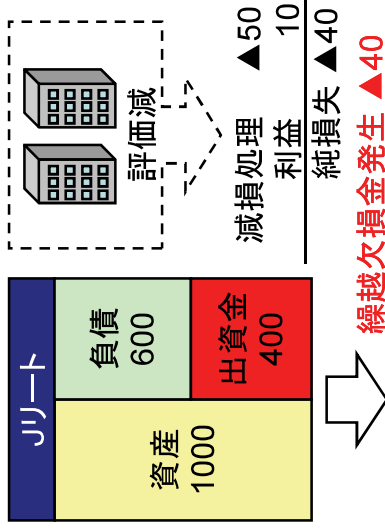 Jリート
資産
1000
負債
600
出資金
400
評価減
減損処理 ▲50
利益 10
純損失 ▲40
繰越欠損金発生 ▲40